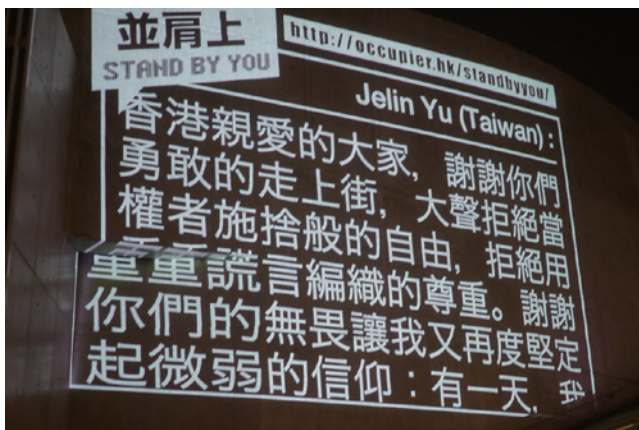 並肩上
STAND BY YOU
http://occupier.hk/standbyyou/
Jelin Yu (Taiwan) :
香港親愛的大家，謝謝你們
勇敢的走上街，大聲拒絕當
權者施捨般的自由，拒絕用
重重謊言編織的尊重。謝謝
你們的無畏讓我又再度堅定
起微弱的信仰：有一天，我